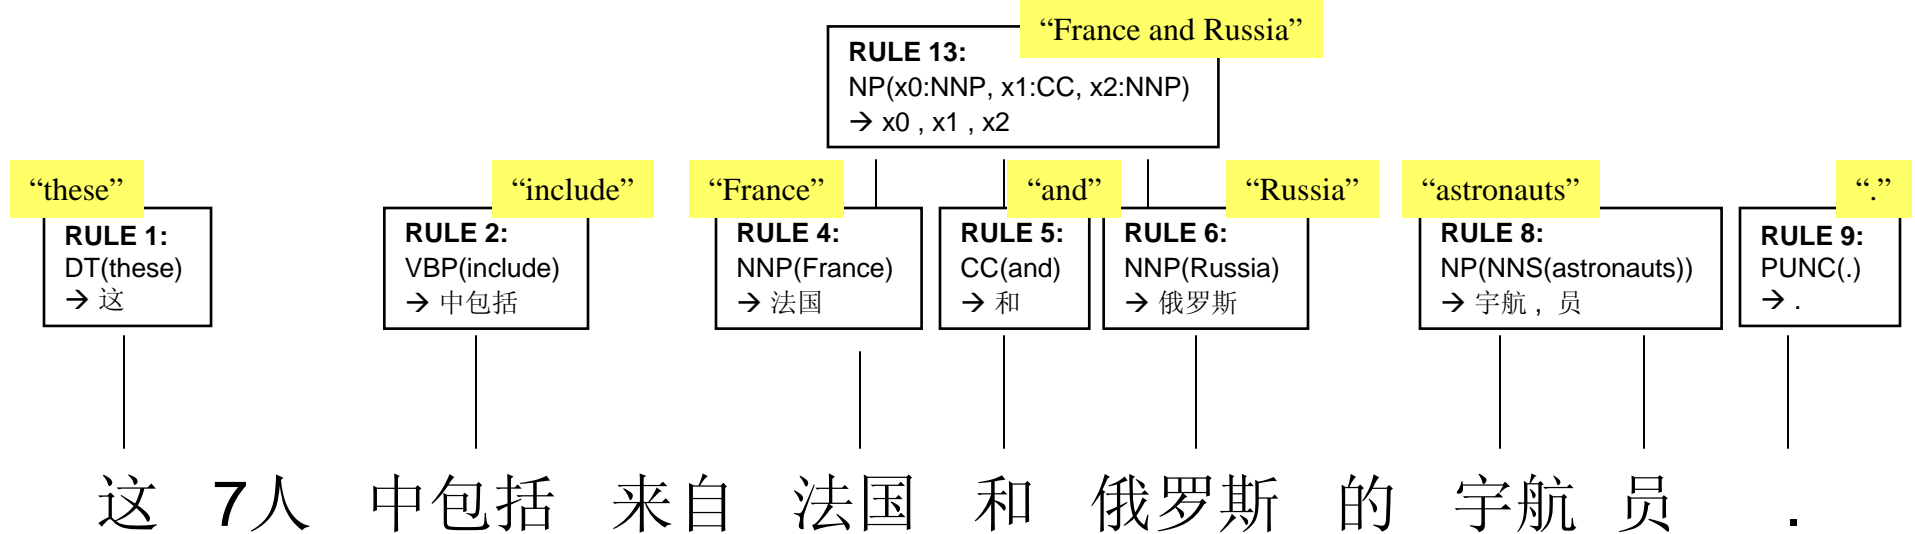 “France and Russia”
RULE 13:
NP(x0:NNP, x1:CC, x2:NNP)
→ x0 , x1 , x2
“these” “include” “France” “and” “Russia” “astronauts” “.”
RULE 1: RULE 2: RULE 4: RULE 5: RULE 6: RULE 8: RULE 9:
DT(these) VBP(include) NNP(France) CC(and) NNP(Russia) NP(NNS(astronauts)) PUNC(.)
→ 这 → 中包括 → 法国 → 和 → 俄罗斯 → 宇航 , 员 → .
这 7人 中包括 来自 法国 和 俄罗斯 的 宇航 员 .